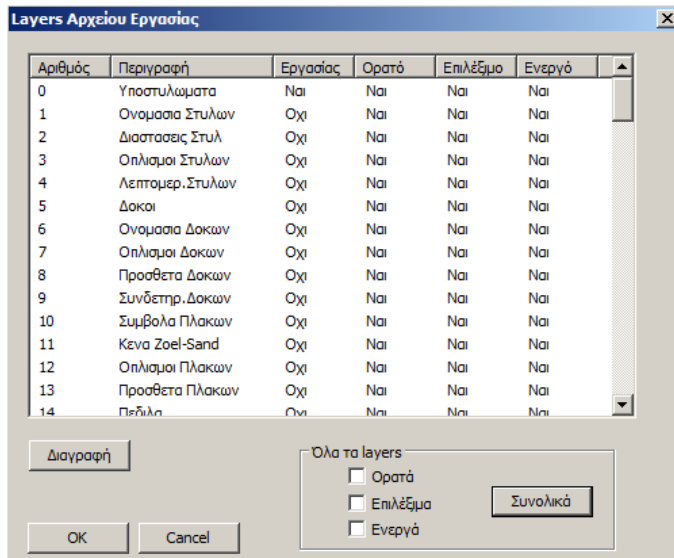 Layers Αρχείου Εργασίας
Αριθμός Περιγραφή Εργασίας Ορατό Επιλέξιμο Ενεργό
0 Υποστυλωματα Ναι Ναι Ναι Ναι
1 Ονομασια Στυλων Οχι Ναι Ναι Ναι
2 Διαστασεις Στυλ Οχι Ναι Ναι Ναι
3 Οπλισμοι Στυλων Οχι Ναι Ναι Ναι
4 Λεπτομερ.Στυλων Οχι Ναι Ναι Ναι
5 Δοκοι Οχι Ναι Ναι Ναι
6 Ονομασια Δοκων Οχι Ναι Ναι Ναι
7 Οπλισμοι Δοκων Οχι Ναι Ναι Ναι
8 Προσθετα Δοκων Οχι Ναι Ναι Ναι
9 Συνδετηρ.Δοκων Οχι Ναι Ναι Ναι
10 Συμβολα Πλακων Οχι Ναι Ναι Ναι
11 Κενα Zoel-Sand Οχι Ναι Ναι Ναι
12 Οπλισμοι Πλακων Οχι Ναι Ναι Ναι
13 Προσθετα Πλακων Οχι Ναι Ναι Ναι
14 Πεδιλα Οχι Ναι Ναι Ναι
Διαγραφή
Όλα τα layers
Ορατά
Επιλέξιμα
Συνολικά
Ενεργά
OK Cancel